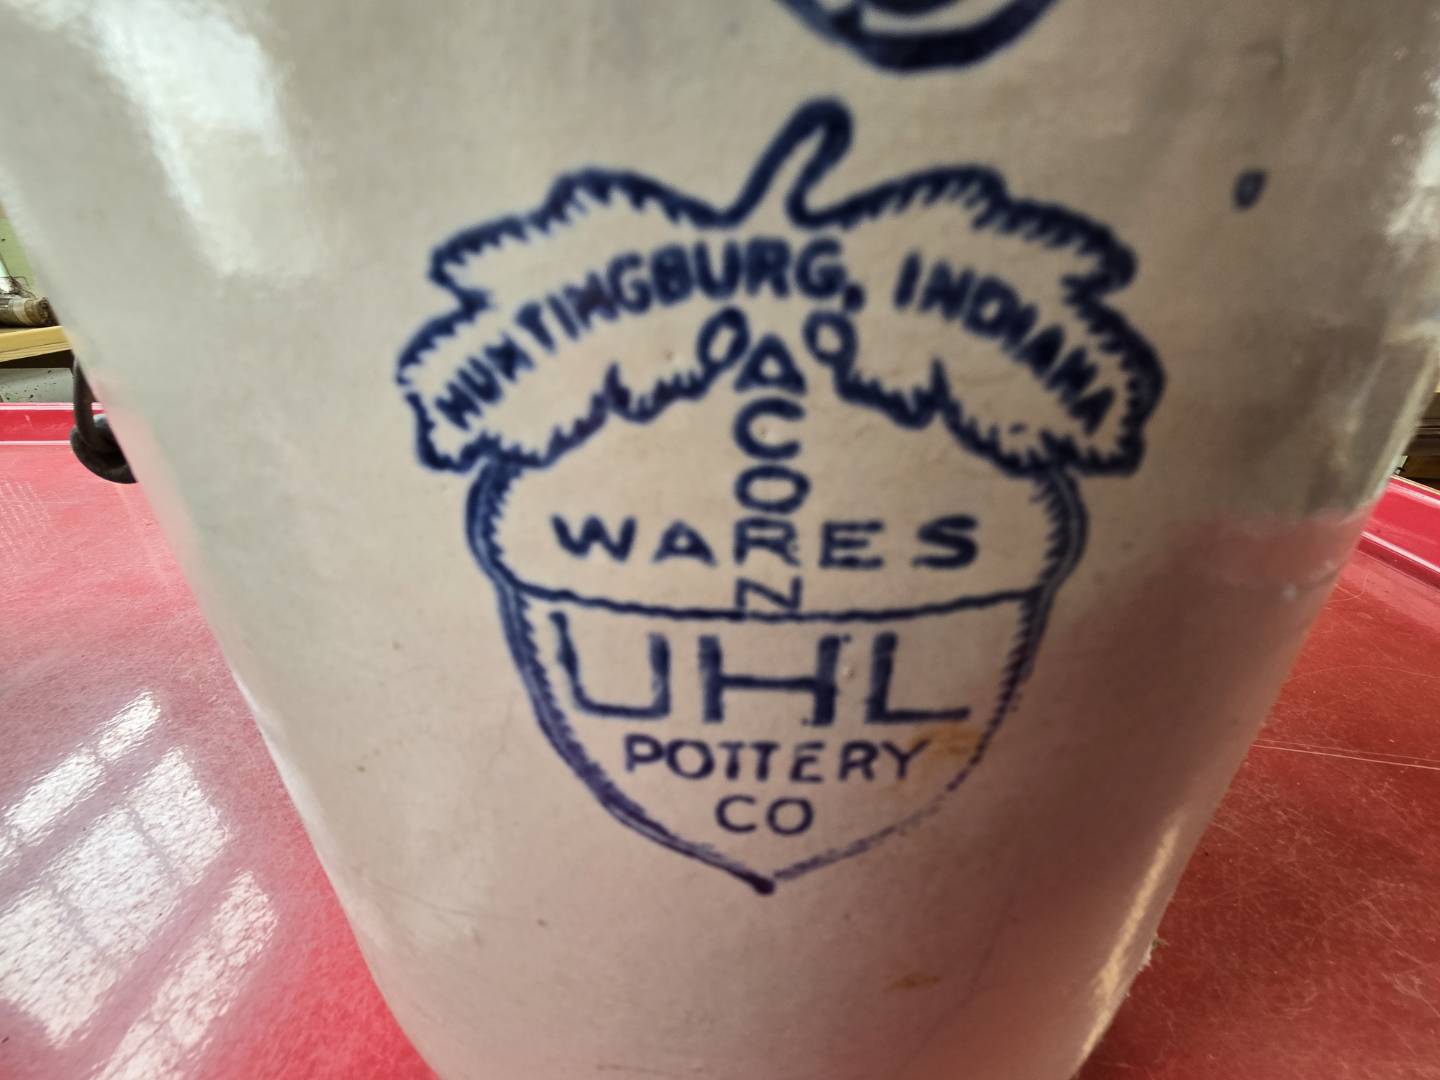 HUNTINGBURG, INDIANA
ACORN
WARES
UHL
POTTERY
CO